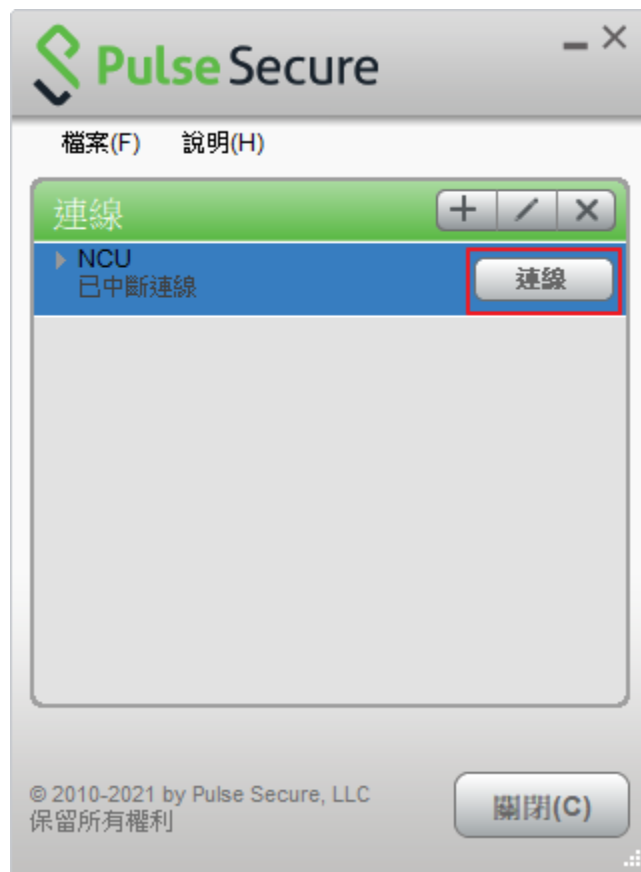 Pulse Secure
檔案(F) 說明(H)
連線
NCU
已中斷連線
連線
© 2010-2021 by Pulse Secure, LLC
保留所有權利
關閉(C)